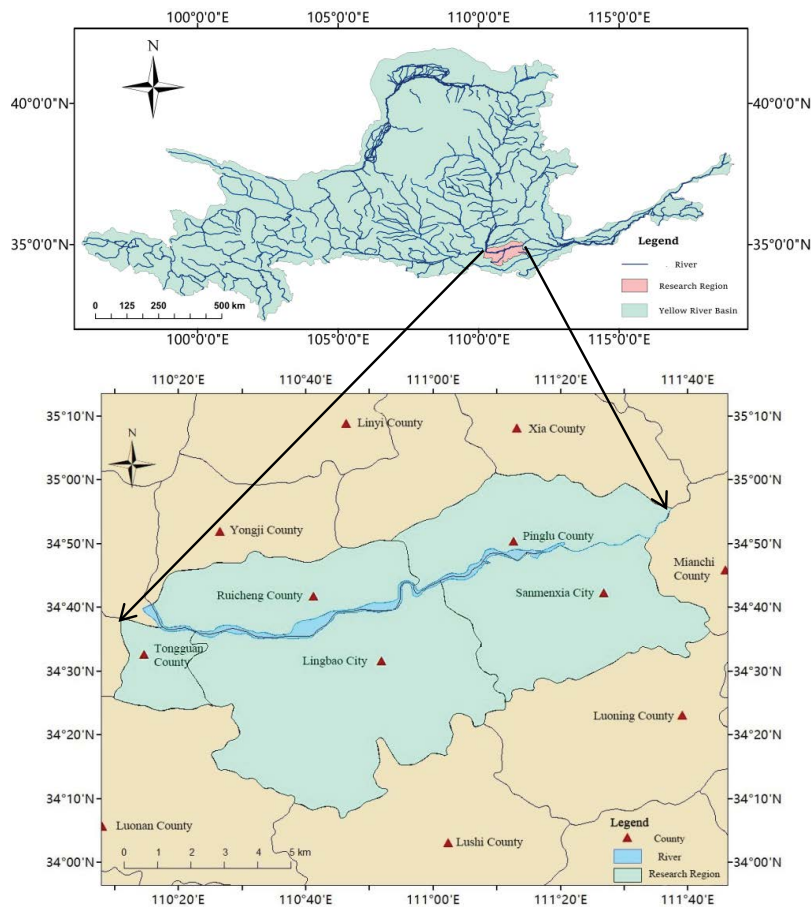 100°0'0"E 105°0'0"E 110°0'0"E 115°0'0"E
N
40°0'0"N 40°0'0"N
35°0'0"N 35°0'0"N
Legend
River
Research Region
Yellow River Basin
0 125 250 500 km
100°0'0"E 105°0'0"E 110°0'0"E 115°0'0"E
110°20'E 110°40'E 111°00'E 111°20'E 111°40'E
35°10'N 35°10'N
N
Linyi County
Xia County
35°00'N 35°00'N
34°50'N 34°50'N
Yongji County
Pinglu County
Mianchi
County
Ruicheng County
Sanmenxia City
34°40'N 34°40'N
Tongguan
County
Lingbao City
34°30'N 34°30'N
Luoning County
34°20'N 34°20'N
34°10'N 34°10'N
Luonan County
Lushi County
Legend
County
River
Research Region
0 1 2 3 4 5 km
34°00'N 34°00'N
110°20'E 110°40'E 111°00'E 111°20'E 111°40'E